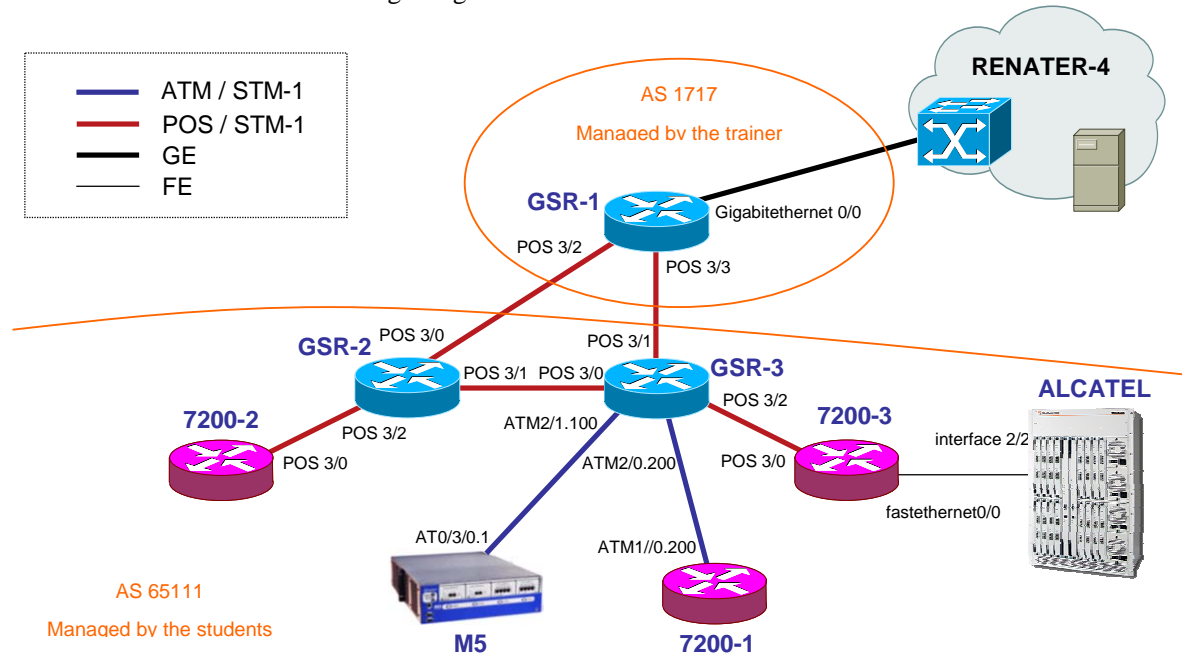 ATM / STM-1
POS / STM-1
GE
FE
RENATER-4
AS 1717
Managed by the trainer
GSR-1
Gigabitethernet 0/0
POS 3/2
POS 3/3
POS 3/0
POS 3/1
GSR-2
GSR-3
POS 3/1
POS 3/0
ALCATEL
7200-2
POS 3/2
ATM2/1.100
POS 3/2
7200-3
interface 2/2
POS 3/0
ATM2/0.200
POS 3/0
fastethernet0/0
AT0/3/0.1
ATM1//0.200
AS 65111
Managed by the students
M5
7200-1